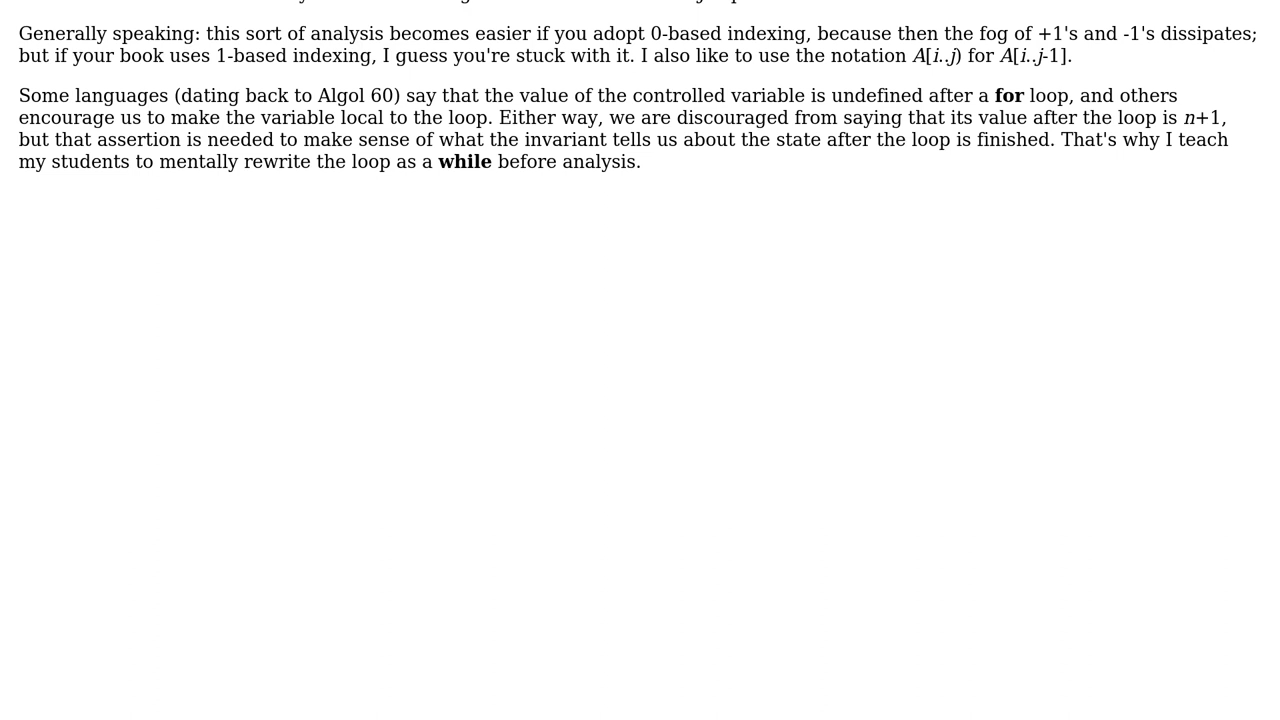 Generally speaking: this sort of analysis becomes easier if you adopt 0-based indexing, because then the fog of +1's and -1's dissipates;
but if your book uses 1-based indexing, I guess you're stuck with it. I also like to use the notation A[i..j) for A[i..j-1].
Some languages (dating back to Algol 60) say that the value of the controlled variable is undefined after a for loop, and others
encourage us to make the variable local to the loop. Either way, we are discouraged from saying that its value after the loop is n+1,
but that assertion is needed to make sense of what the invariant tells us about the state after the loop is finished. That's why I teach
my students to mentally rewrite the loop as a while before analysis.